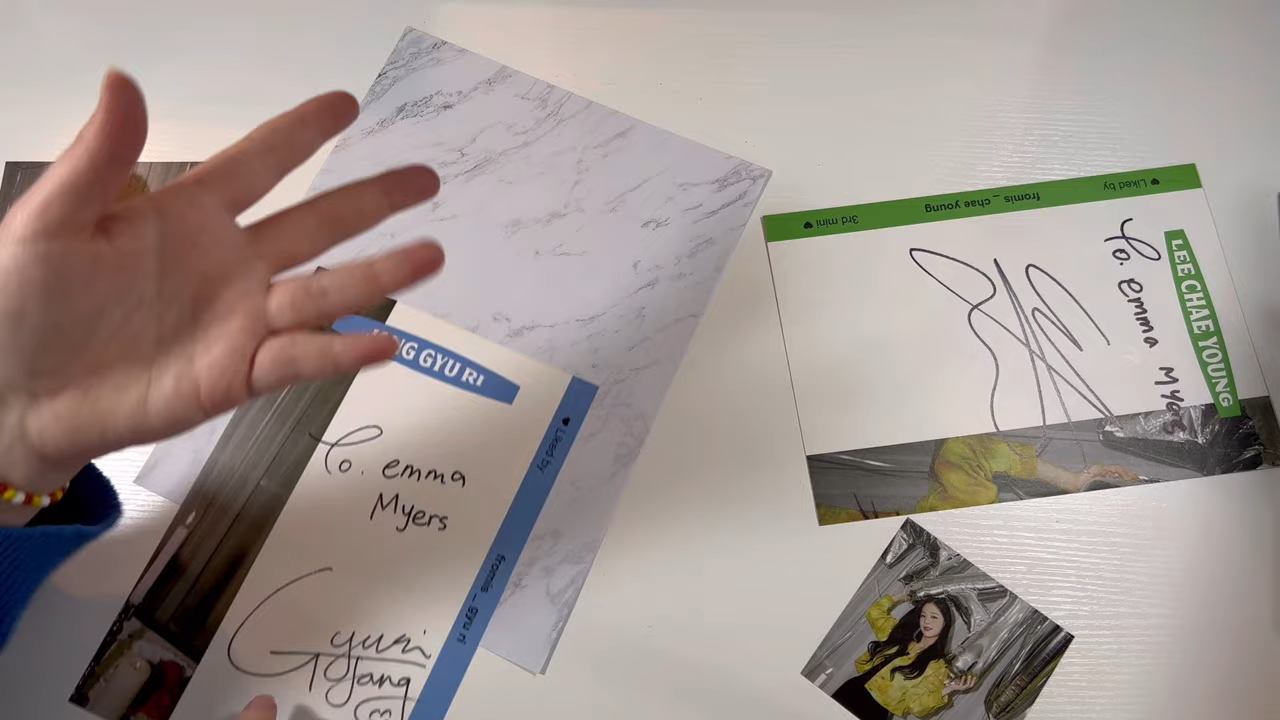 GYU RI
To. emma
Myers
Gyuri
Jang
♥ Liked by
fromis _ gyu ri
♥ Liked by
fromis _ chae young
♥ 3rd mini
LEE CHAE YOUNG
To. emma Myers